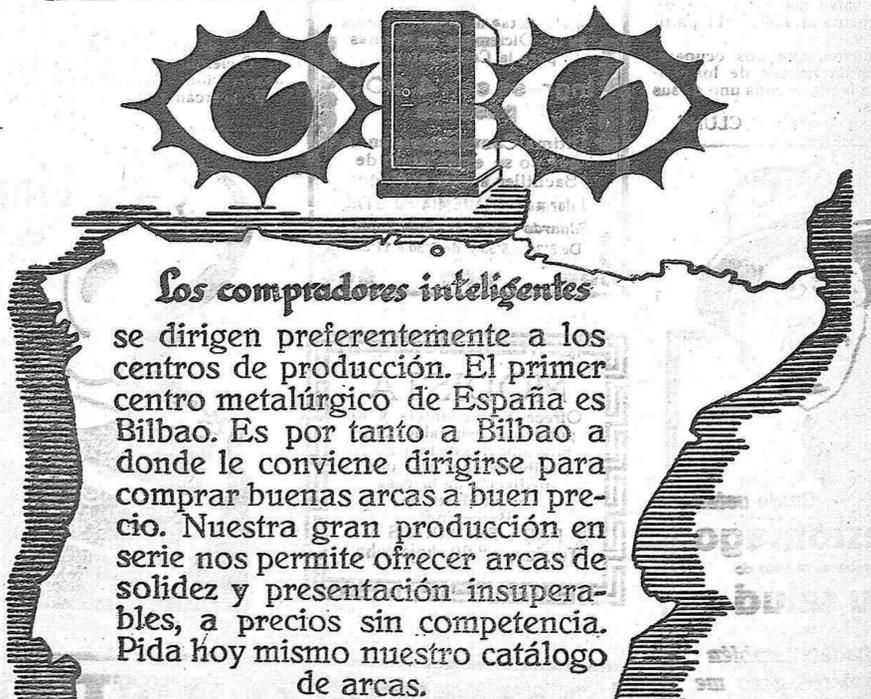 Los compradores inteligentes
se dirigen preferentemente a los
centros de producción. El primer
centro metalúrgico de España es
Bilbao. Es por tanto a Bilbao a
donde le conviene dirigirse para
comprar buenas arcas a buen pre-
cio. Nuestra gran producción en
serie nos permite ofrecer arcas de
solidez y presentación insupera-
bles, a precios sin competencia.
Pida hoy mismo nuestro catálogo
de arcas.